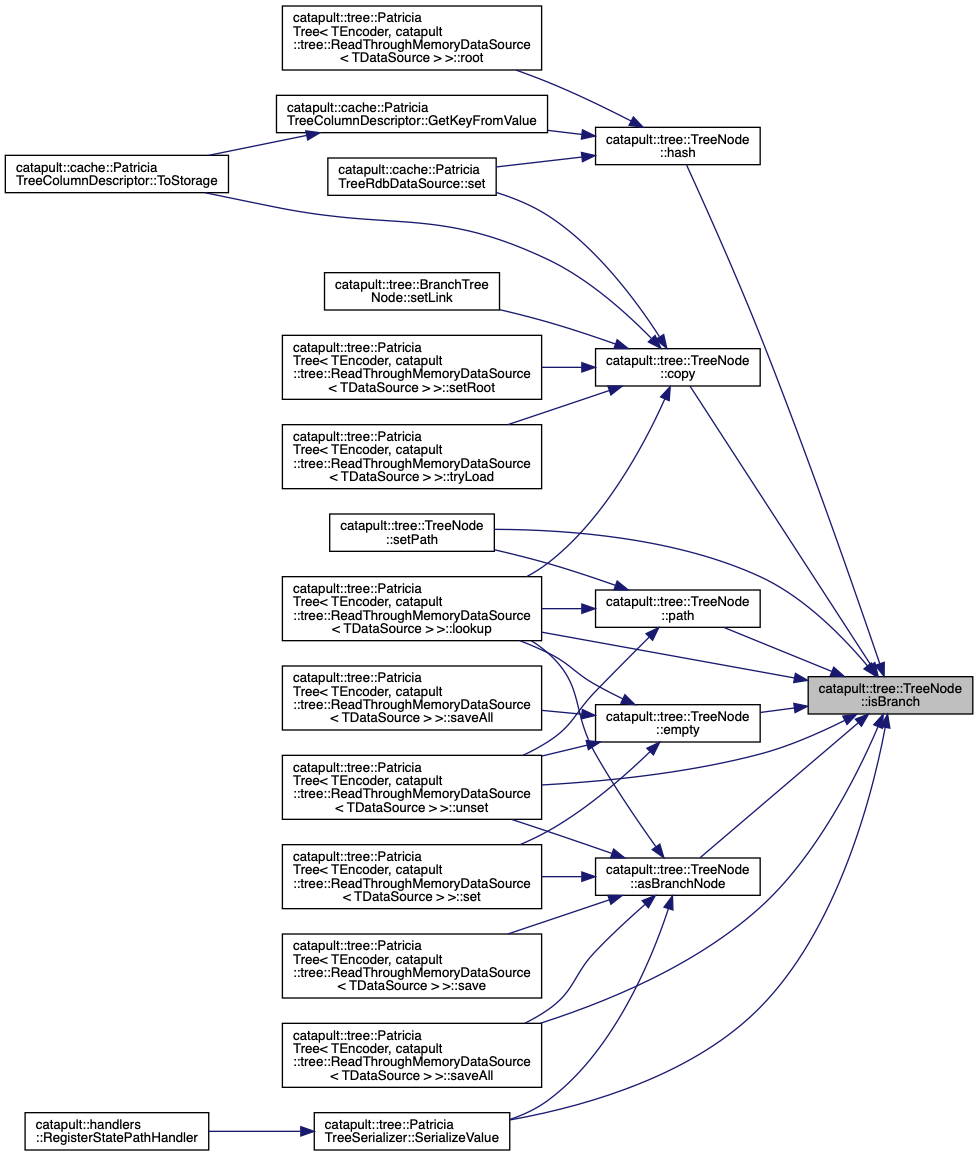 catapult::tree::Patricia
Tree< TEncoder, catapult
::tree::ReadThroughMemoryDataSource
< TDataSource > >::root
catapult::cache::Patricia
TreeColumnDescriptor::GetKeyFromValue
catapult::tree::TreeNode
::hash
catapult::cache::Patricia
TreeColumnDescriptor::ToStorage
catapult::cache::Patricia
TreeRdbDataSource::set
catapult::tree::BranchTree
Node::setLink
catapult::tree::Patricia
Tree< TEncoder, catapult
::tree::ReadThroughMemoryDataSource
< TDataSource > >::setRoot
catapult::tree::TreeNode
::copy
catapult::tree::Patricia
Tree< TEncoder, catapult
::tree::ReadThroughMemoryDataSource
< TDataSource > >::tryLoad
catapult::tree::TreeNode
::setPath
catapult::tree::Patricia
Tree< TEncoder, catapult
::tree::ReadThroughMemoryDataSource
< TDataSource > >::lookup
catapult::tree::TreeNode
::path
catapult::tree::Patricia
Tree< TEncoder, catapult
::tree::ReadThroughMemoryDataSource
< TDataSource > >::saveAll
catapult::tree::TreeNode
::empty
catapult::tree::TreeNode
::isBranch
catapult::tree::Patricia
Tree< TEncoder, catapult
::tree::ReadThroughMemoryDataSource
< TDataSource > >::unset
catapult::tree::Patricia
Tree< TEncoder, catapult
::tree::ReadThroughMemoryDataSource
< TDataSource > >::set
catapult::tree::TreeNode
::asBranchNode
catapult::tree::Patricia
Tree< TEncoder, catapult
::tree::ReadThroughMemoryDataSource
< TDataSource > >::save
catapult::tree::Patricia
Tree< TEncoder, catapult
::tree::ReadThroughMemoryDataSource
< TDataSource > >::saveAll
catapult::handlers
::RegisterStatePathHandler
catapult::tree::Patricia
TreeSerializer::SerializeValue